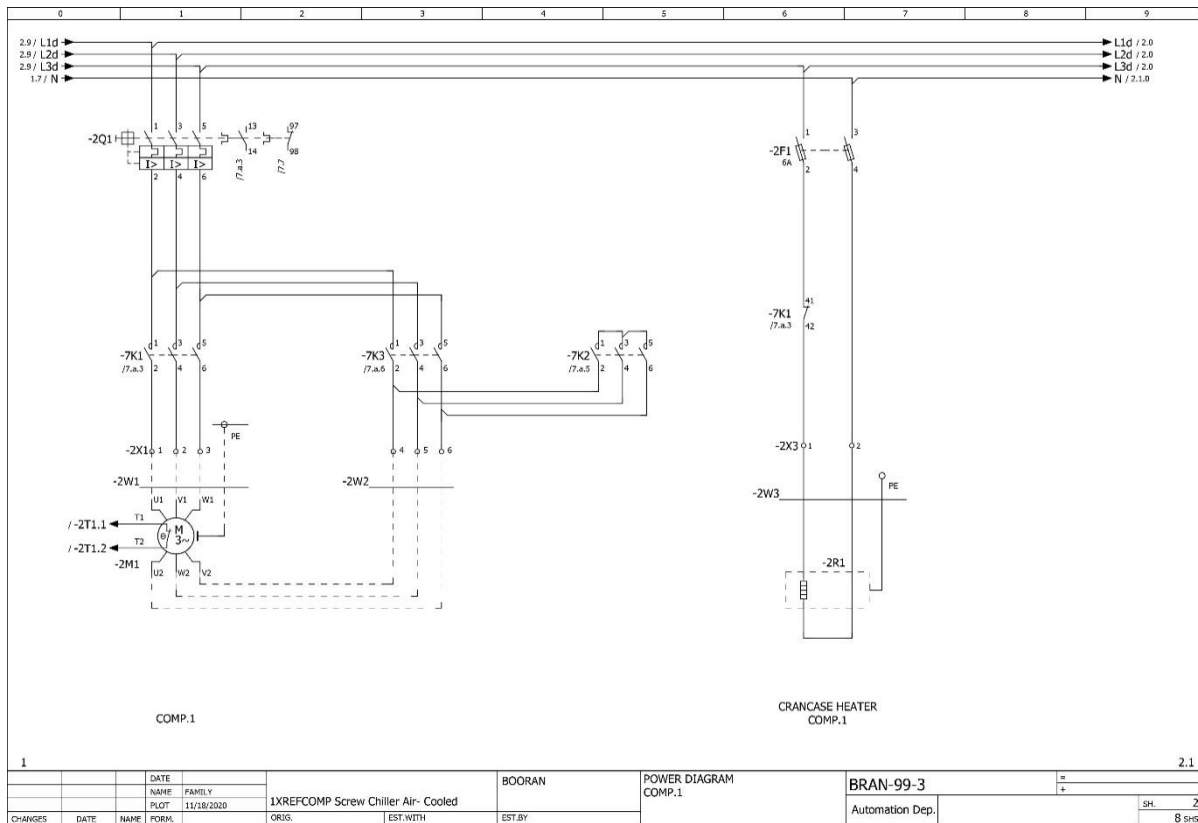 0 1 2 3 4 5 6 7 8 9
2.9 / L1d
2.9 / L2d
2.9 / L3d
1.7 / N
L1d / 2.0
L2d / 2.0
L3d / 2.0
N / 2.1.0
-2Q1
1 3 5 13 97
I> I> I>
2 4 6 14 98
/7.a.3
/7.7
-2F1
6A
1 3
2 4
-7K1
/7.a.3
41
42
-7K1
/7.a.3
1 3 5
2 4 6
-7K3
/7.a.6
1 3 5
2 4 6
-7K2
/7.a.5
1 3 5
2 4 6
PE
-2X1 1 2 3 4 5 6
-2X3 1 2
-2W1
-2W2
-2W3
PE
U1 V1 W1
/ -2T1.1
T1
M
3~
θ
/ -2T1.2
T2
-2M1
U2 W2 V2
-2R1
COMP.1
CRANCASE HEATER
COMP.1
1
2.1
DATE
NAME FAMILY
PLOT 11/18/2020
CHANGES DATE NAME FORM.
1XREFCOMP Screw Chiller Air- Cooled
ORIG. EST.WITH EST.BY
BOORAN
POWER DIAGRAM
COMP.1
BRAN-99-3
Automation Dep.
=
+
SH. 2
8 SHS